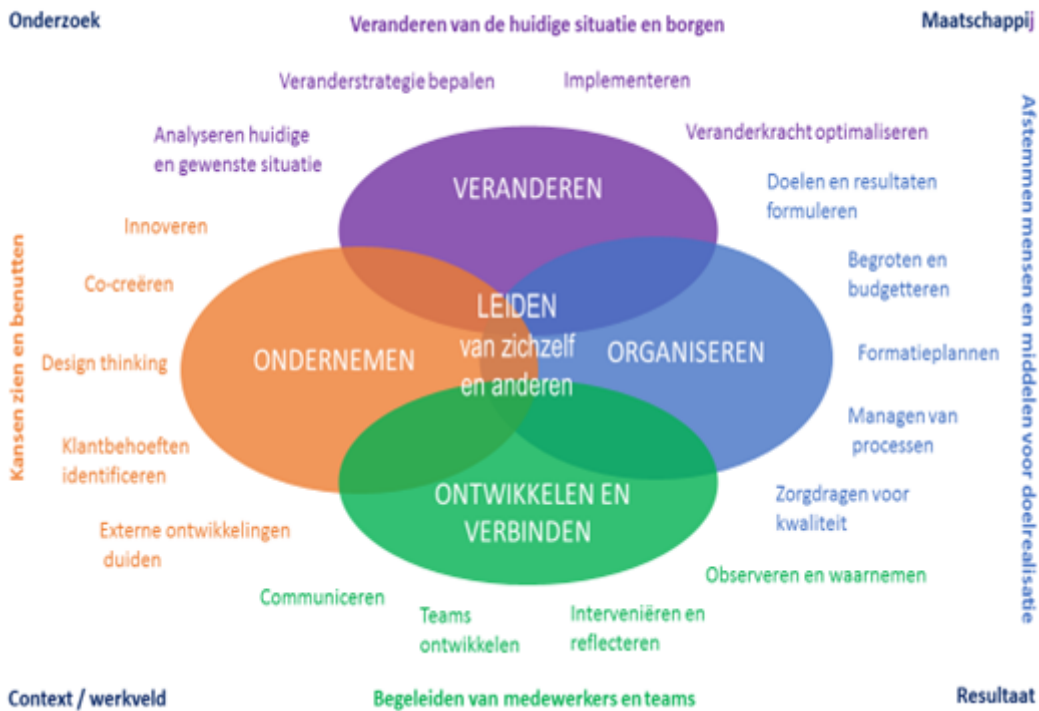 Onderzoek
Veranderen van de huidige situatie en borgen
Maatschappij
Veranderstrategie bepalen
Implementeren
Analyseren huidige
en gewenste situatie
Veranderkracht optimaliseren
VERANDEREN
Doelen en resultaten
formuleren
Innoveren
Begroten en
budgetteren
Co-creëren
LEIDEN
van zichzelf
en anderen
ONDERNEMEN
ORGANISEREN
Design thinking
Formatieplannen
Klantbehoeften
identificeren
Managen van
processen
ONTWIKKELEN EN
VERBINDEN
Zorgdragen voor
kwaliteit
Externe ontwikkelingen
duiden
Observeren en waarnemen
Communiceren
Teams
ontwikkelen
Interveniëren en
reflecteren
Kansen zien en benutten
Afstemmen mensen en middelen voor doelrealisatie
Context / werkveld
Begeleiden van medewerkers en teams
Resultaat